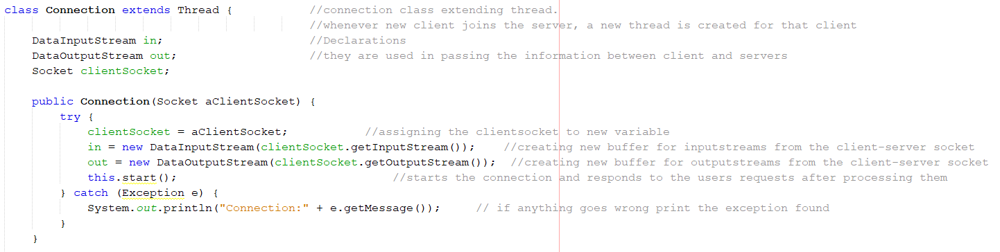 class Connection extends Thread { //connection class extending thread.
//whenever new client joins the server, a new thread is created for that client
DataInputStream in; //Declarations
DataOutputStream out; //they are used in passing the information between client and servers
Socket clientSocket;
public Connection(Socket aClientSocket) {
try {
clientSocket = aClientSocket; //assigning the clientsocket to new variable
in = new DataInputStream(clientSocket.getInputStream()); //creating new buffer for inputstreams from the client-server socket
out = new DataOutputStream(clientSocket.getOutputStream()); //creating new buffer for outputstreams from the client-server socket
this.start(); //starts the connection and responds to the users requests after processing them
} catch (Exception e) {
System.out.println("Connection:" + e.getMessage()); // if anything goes wrong print the exception found
}
}